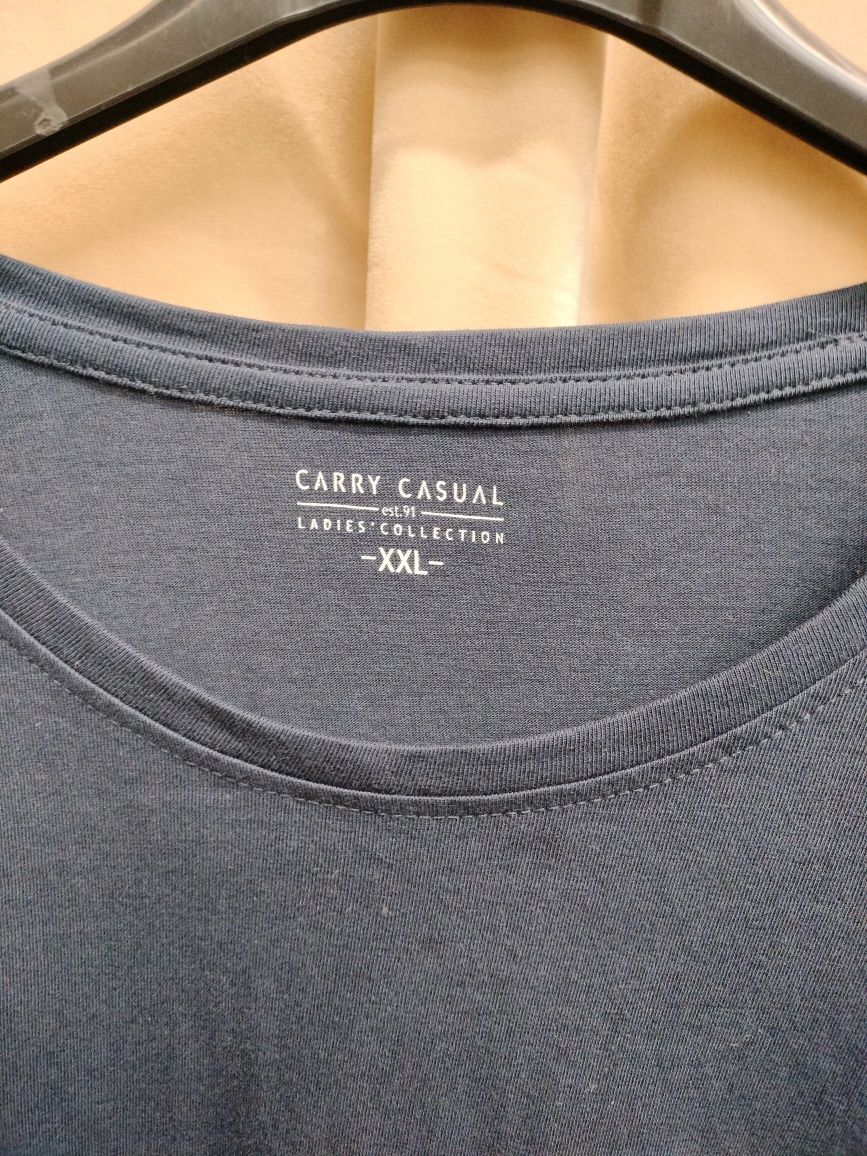 CARRY CASUAL
est.91
LADIES' COLLECTION
-XXL-